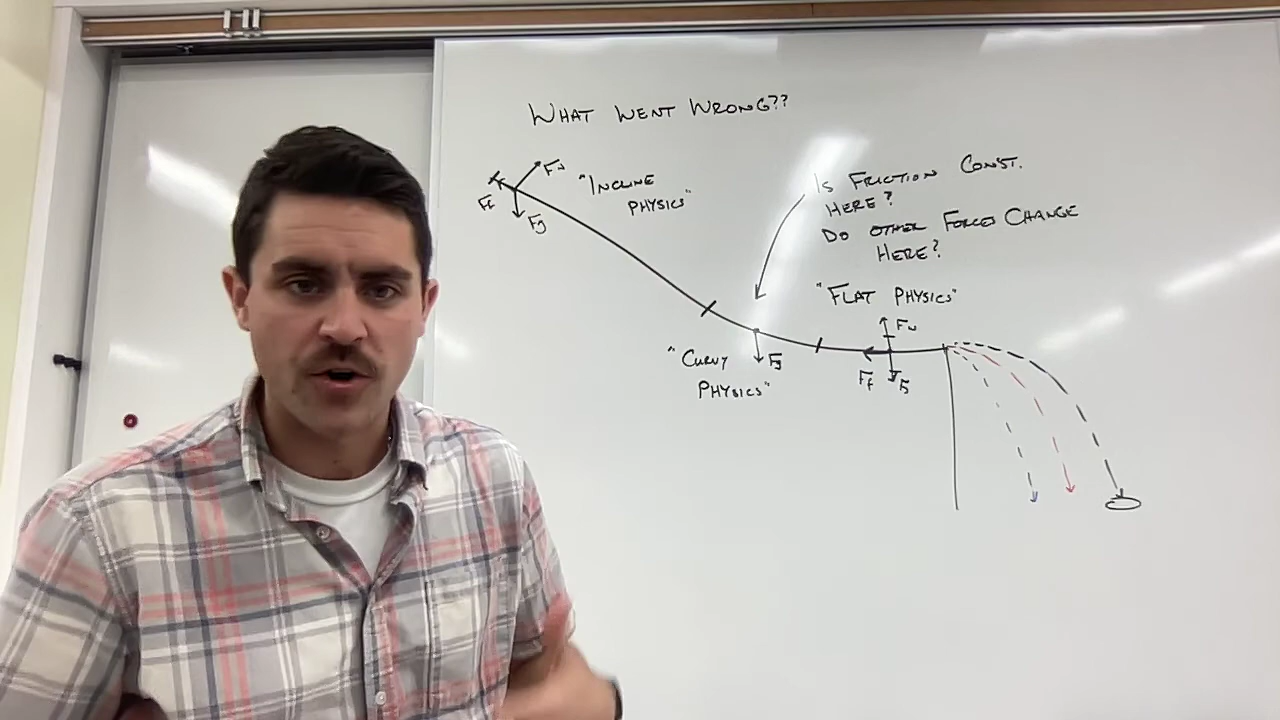 WHAT WENT WRONG??
FN
"INCLINE
PHYSICS"
Ff
Fg
IS FRICTION CONST.
HERE?
DO OTHER FORCES CHANGE
HERE?
"FLAT PHYSICS"
FN
"CURVY
PHYSICS"
Fg
Ff
Fg